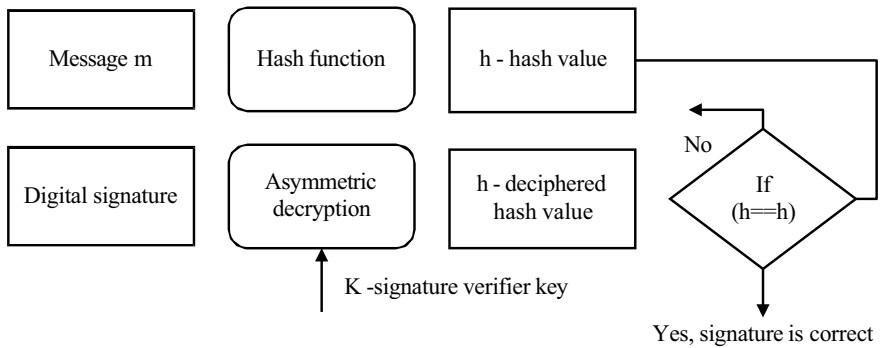 Message m
Hash function
h - hash value
No
Digital signature
Asymmetric
decryption
h - deciphered
hash value
If
(h==h)
K -signature verifier key
Yes, signature is correct